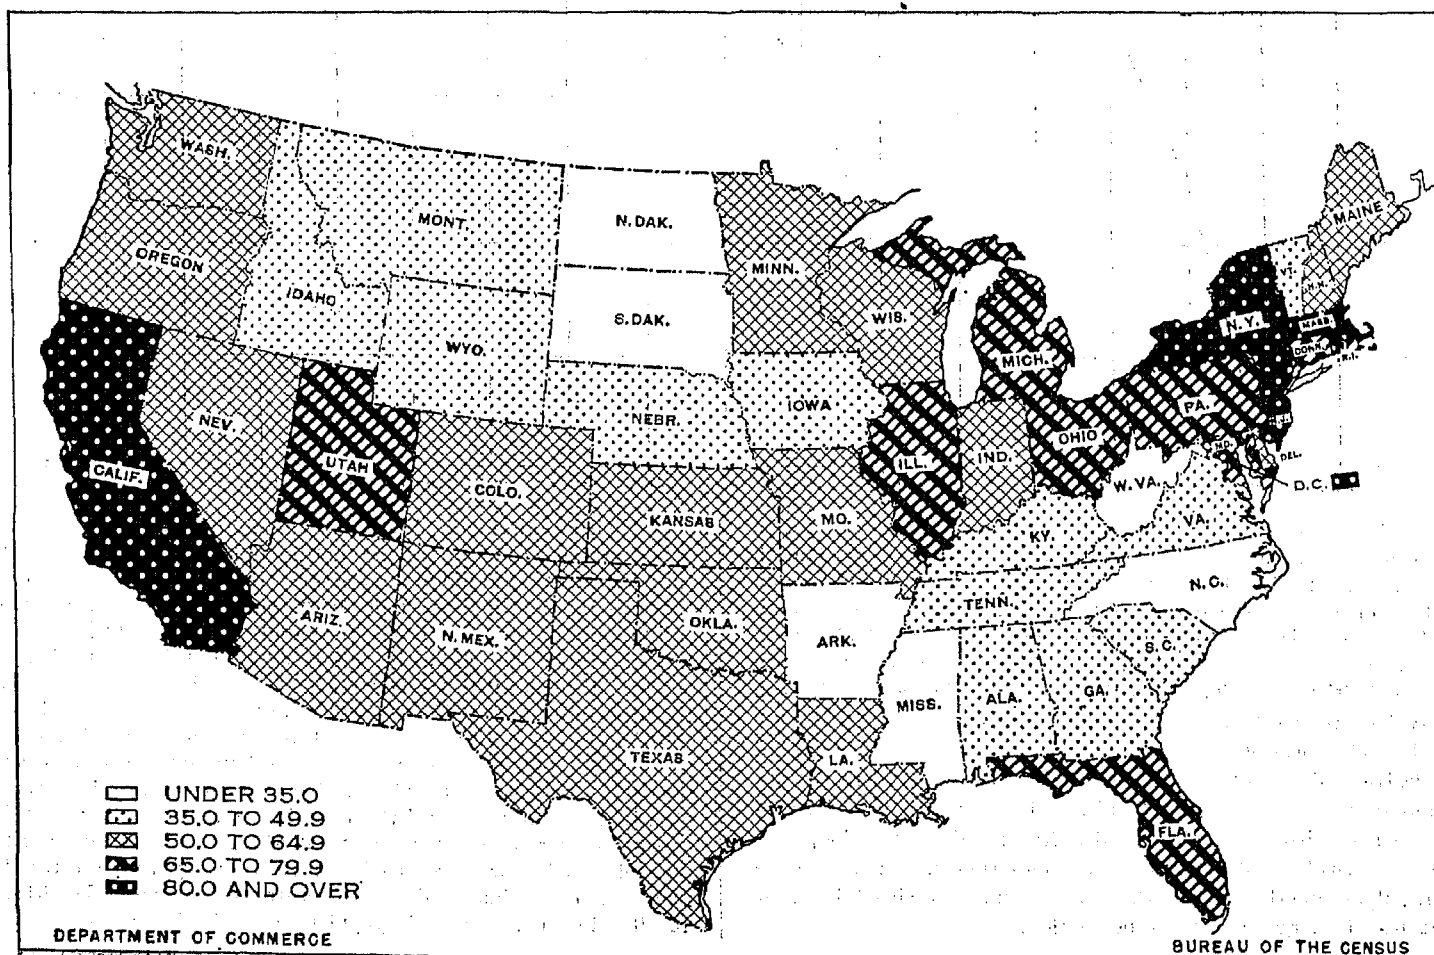 WASH.
MONT.
N. DAK.
MINN.
MAINE
OREGON
IDAHO
VT.
N.H.
S. DAK.
WIS.
WYO.
MICH.
N.Y.
MASS.
CONN.
R.I.
NEV.
NEBR.
IOWA
PA.
N.J.
UTAH
CALIF.
COLO.
KANSAS
MO.
ILL.
IND.
OHIO
MD.
DEL.
W. VA.
D.C.
VA.
KY.
ARIZ.
N. MEX.
OKLA.
ARK.
TENN.
N.C.
S.C.
MISS.
ALA.
GA.
TEXAS
LA.
FLA.
UNDER 35.0
35.0 TO 49.9
50.0 TO 64.9
65.0 TO 79.9
80.0 AND OVER
DEPARTMENT OF COMMERCE
BUREAU OF THE CENSUS